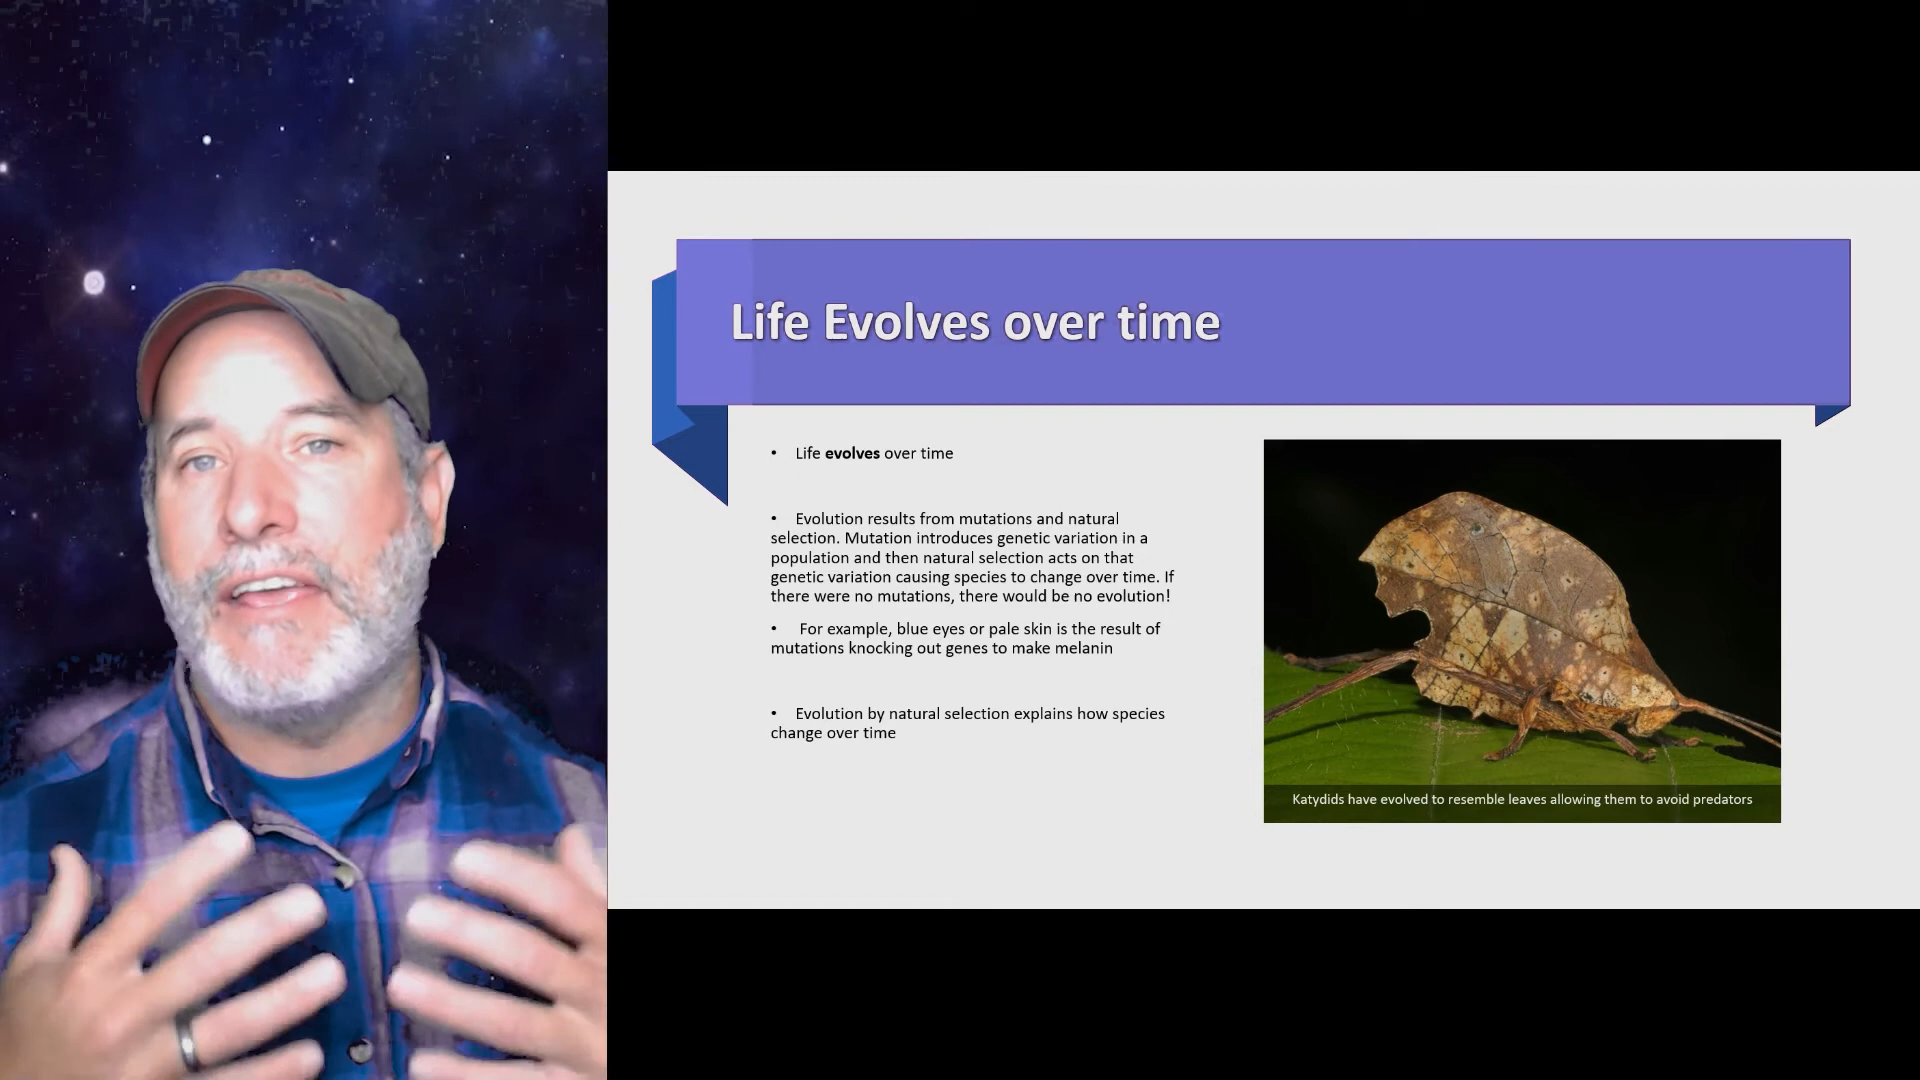 Life Evolves over time
• Life evolves over time
• Evolution results from mutations and natural
selection. Mutation introduces genetic variation in a
population and then natural selection acts on that
genetic variation causing species to change over time. If
there were no mutations, there would be no evolution!
• For example, blue eyes or pale skin is the result of
mutations knocking out genes to make melanin
• Evolution by natural selection explains how species
change over time
Katydids have evolved to resemble leaves allowing them to avoid predators